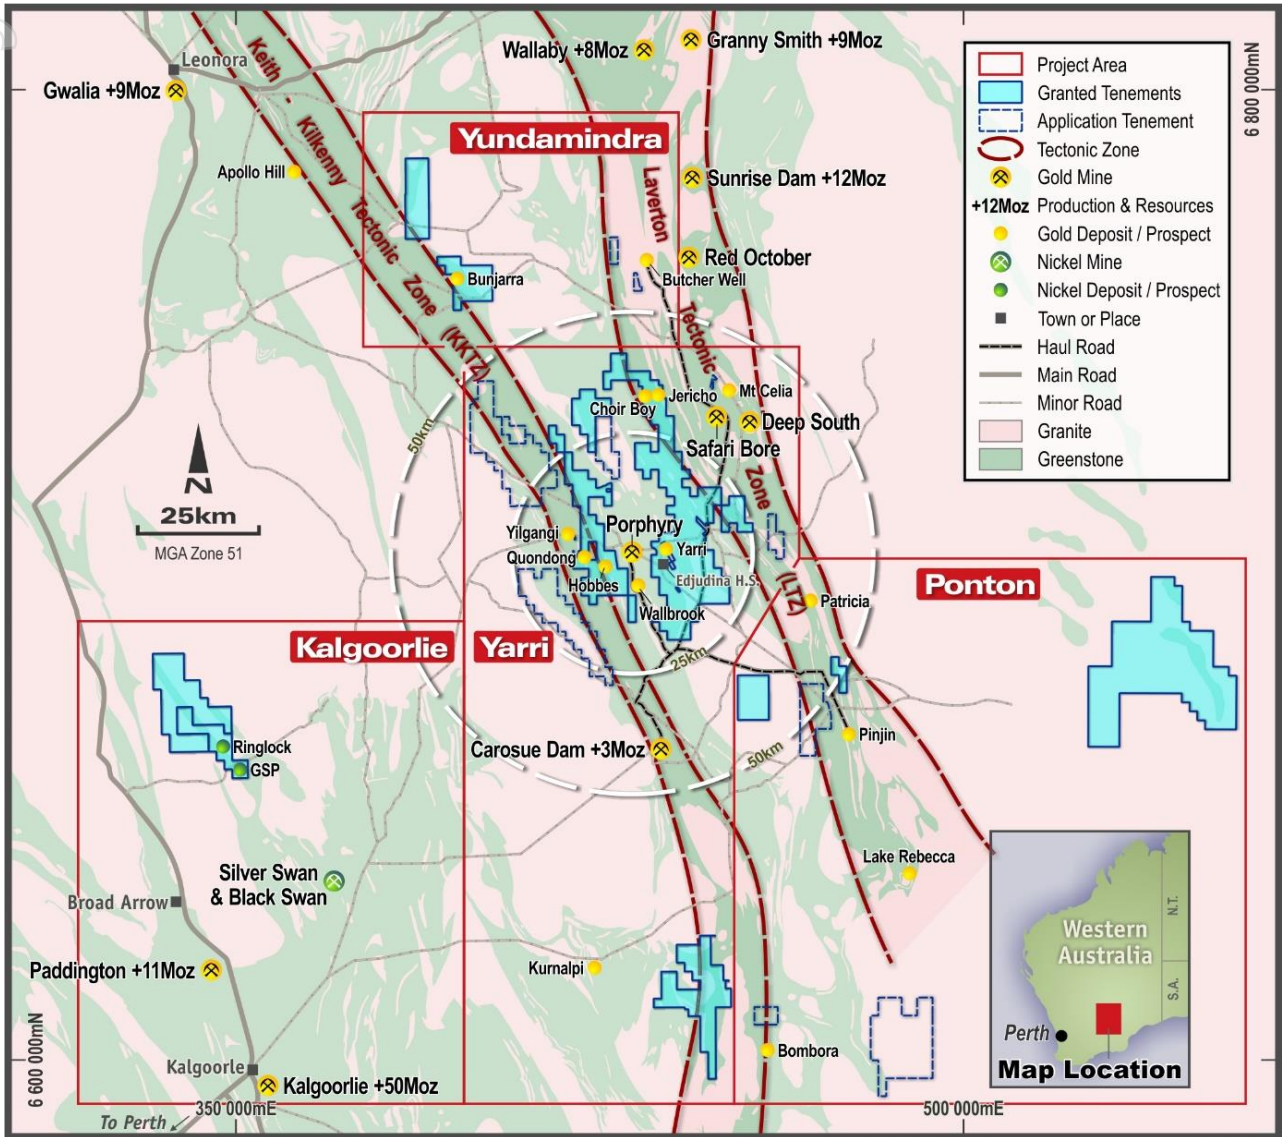 Leonora
Gwalia +9Moz
Keith - Kilkenny Tectonic Zone (KKTZ)
Apollo Hill
Wallaby +8Moz
Granny Smith +9Moz
Yundamindra
Laverton Tectonic Zone (LTZ)
Sunrise Dam +12Moz
Red October
Butcher Well
Bunjarra
Project Area
Granted Tenements
Application Tenement
Tectonic Zone
Gold Mine
+12Moz Production & Resources
Gold Deposit / Prospect
Nickel Mine
Nickel Deposit / Prospect
Town or Place
Haul Road
Main Road
Minor Road
Granite
Greenstone
6 800 000mN
50km
Choir Boy
Jericho
Mt Celia
Deep South
Safari Bore
N
25km
MGA Zone 51
Porphyry
Yilgangi
Quondong
Hobbes
Yarri
Edjudina H.S.
Wallbrook
Patricia
Ponton
Kalgoorlie
Yarri
25km
Ringlock
GSP
Carosue Dam +3Moz
50km
Pinjin
Silver Swan
& Black Swan
Lake Rebecca
Broad Arrow
Paddington +11Moz
Kurnalpi
Bombora
Kalgoorle
Kalgoorlie +50Moz
6 600 000mN
350 000mE
500 000mE
To Perth
Western
Australia
N.T.
S.A.
Perth
Map Location